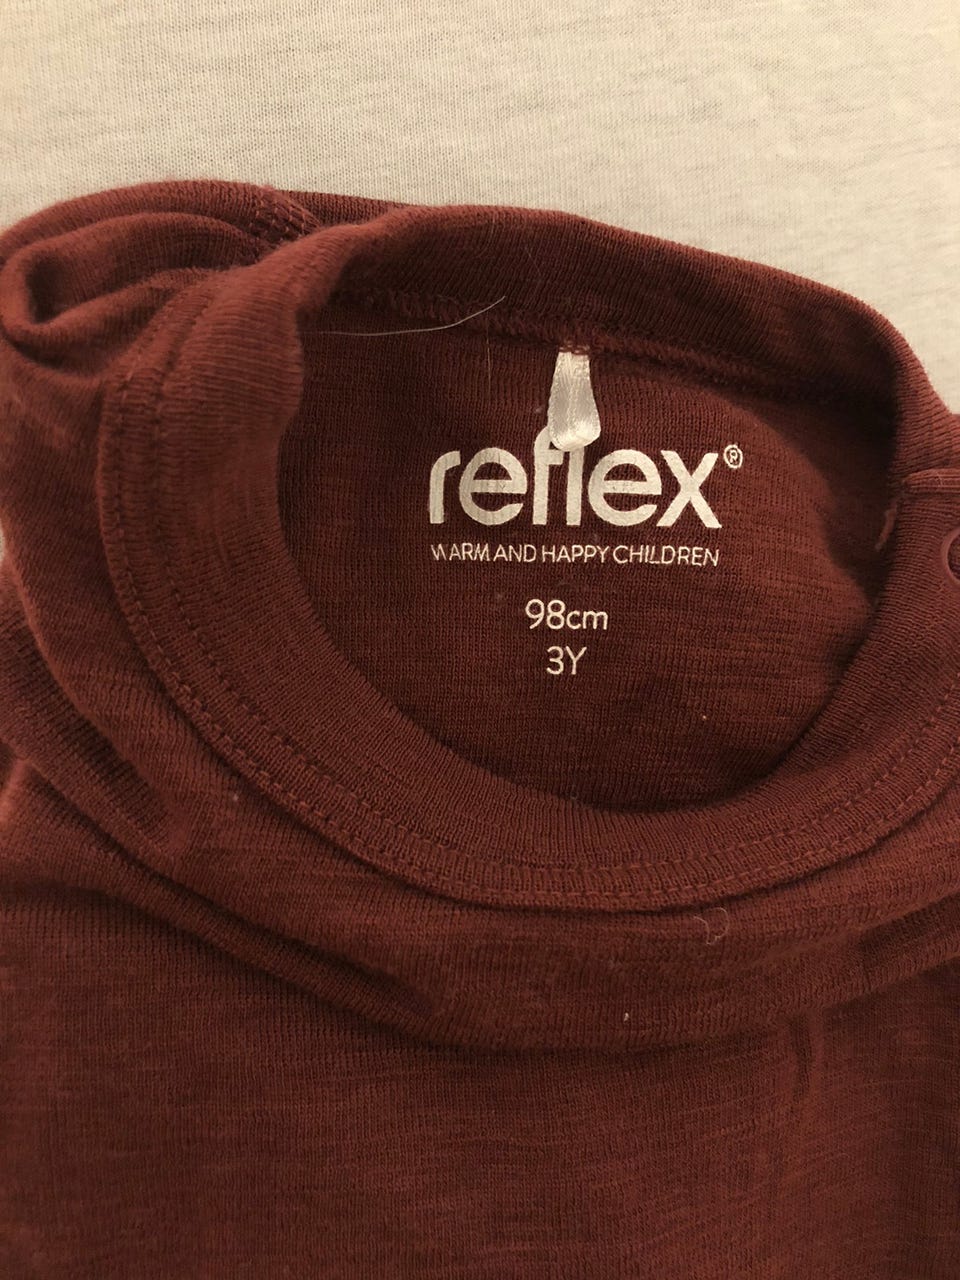 reflex®
WARM AND HAPPY CHILDREN
98cm
3Y